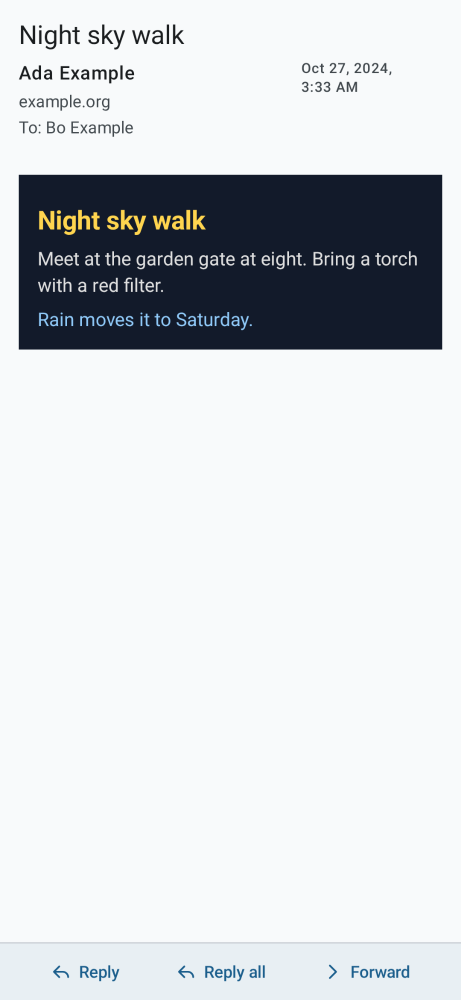 Night sky walk
Ada Example
Oct 27, 2024,
3:33 AM
example.org
To: Bo Example
Night sky walk
Meet at the garden gate at eight. Bring a torch
with a red filter.
Rain moves it to Saturday.
Reply
Reply all
Forward